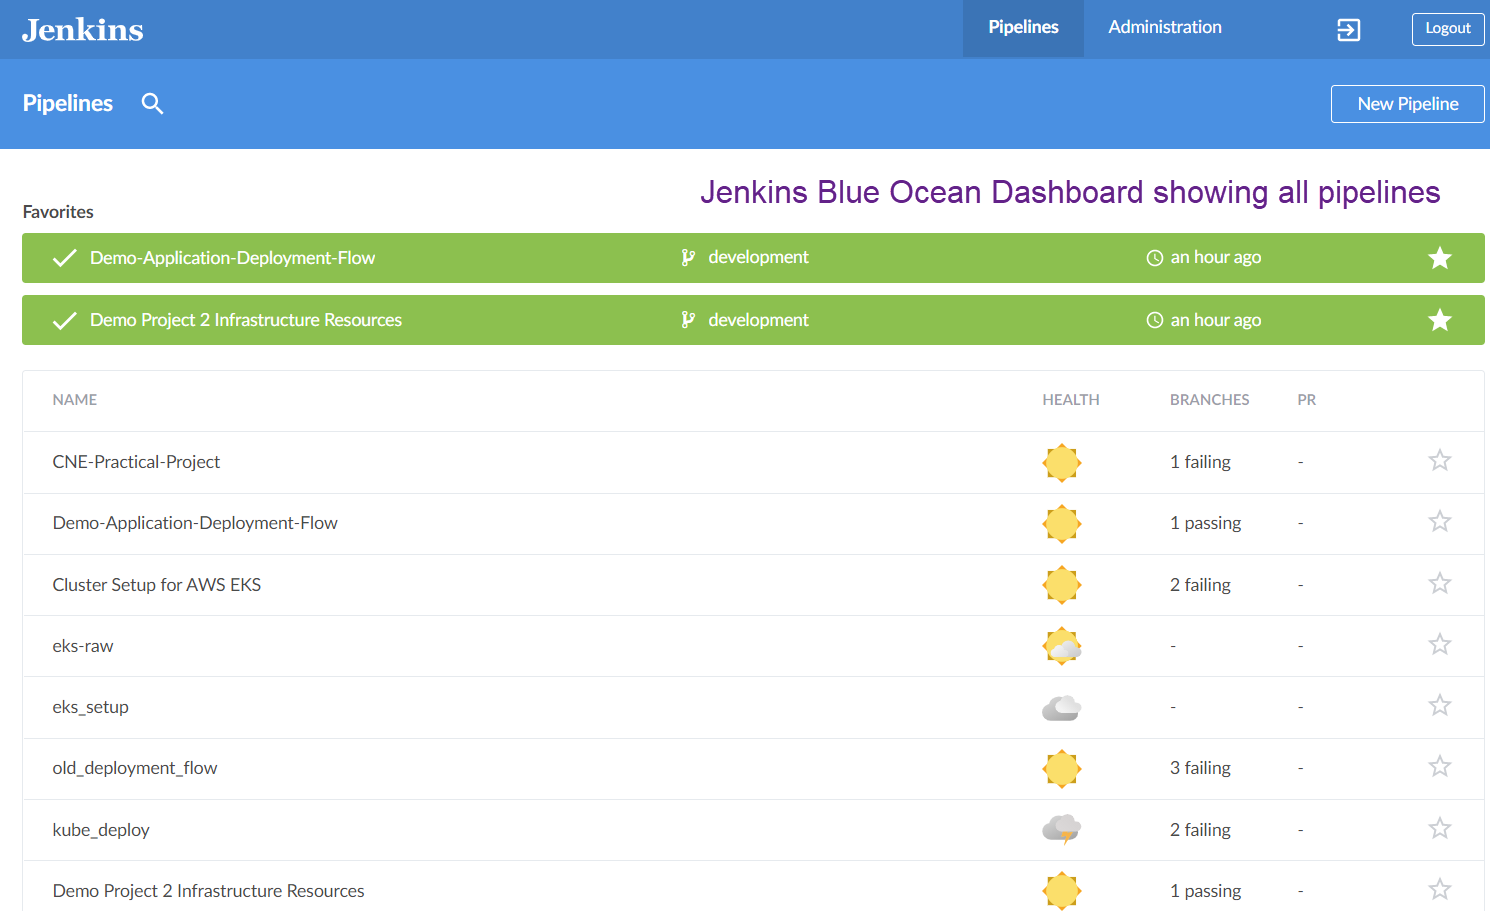 Jenkins Pipelines Administration Logout
Pipelines New Pipeline
Jenkins Blue Ocean Dashboard showing all pipelines
Favorites
Demo-Application-Deployment-Flow development an hour ago
Demo Project 2 Infrastructure Resources development an hour ago
NAME HEALTH BRANCHES PR
CNE-Practical-Project 1 failing -
Demo-Application-Deployment-Flow 1 passing -
Cluster Setup for AWS EKS 2 failing -
eks-raw - -
eks_setup - -
old_deployment_flow 3 failing -
kube_deploy 2 failing -
Demo Project 2 Infrastructure Resources 1 passing -